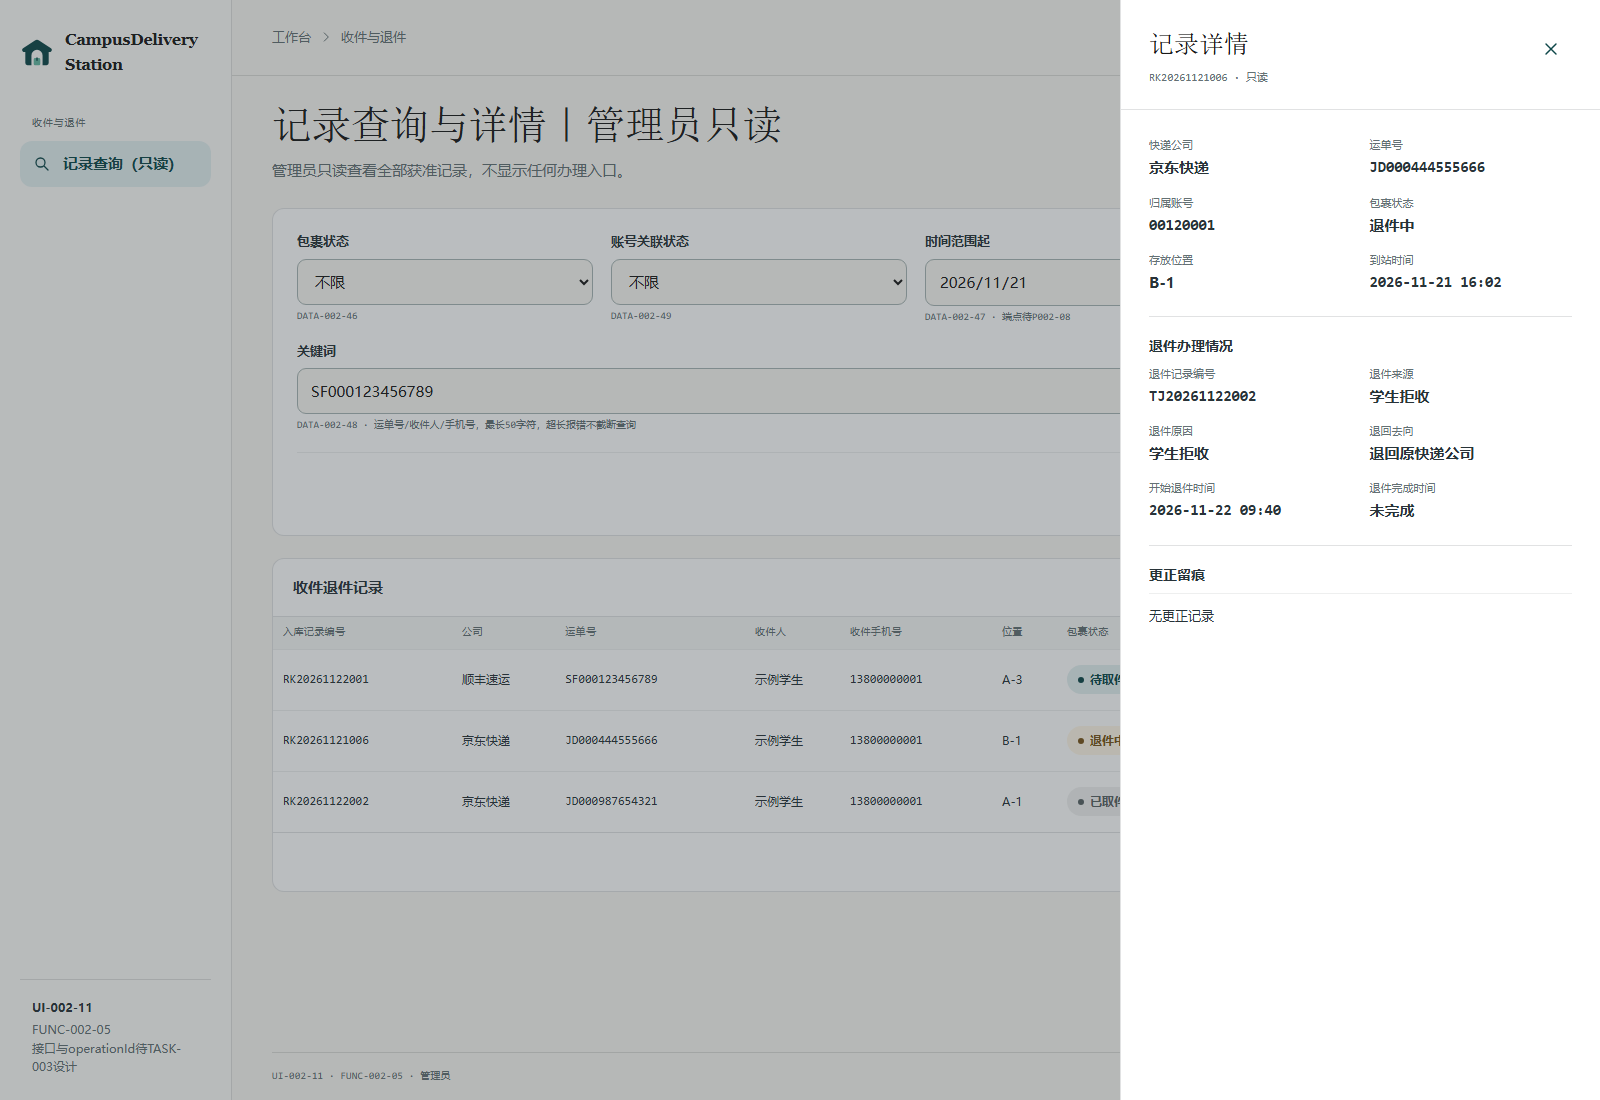 CampusDelivery
Station
收件与退件
记录查询（只读）
UI-002-11
FUNC-002-05
接口与operationId待TASK-
003设计
工作台 > 收件与退件
记录查询与详情｜管理员只读
管理员只读查看全部获准记录，不显示任何办理入口。
包裹状态 账号关联状态 时间范围起
不限 不限 2026/11/21
DATA-002-46 DATA-002-49 DATA-002-47 · 端点待P002-08
关键词
SF000123456789
DATA-002-48 · 运单号/收件人/手机号，最长50字符，超长报错不截断查询
收件退件记录
入库记录编号 公司 运单号 收件人 收件手机号 位置 包裹状态
RK20261122001 顺丰速运 SF000123456789 示例学生 13800000001 A-3 待取件
RK20261121006 京东快递 JD000444555666 示例学生 13800000001 B-1 退件中
RK20261122002 京东快递 JD000987654321 示例学生 13800000001 A-1 已取件
UI-002-11 · FUNC-002-05 · 管理员
记录详情
RK20261121006 · 只读
快递公司 运单号
京东快递 JD000444555666
归属账号 包裹状态
00120001 退件中
存放位置 到站时间
B-1 2026-11-21 16:02
退件办理情况
退件记录编号 退件来源
TJ20261122002 学生拒收
退件原因 退回去向
学生拒收 退回原快递公司
开始退件时间 退件完成时间
2026-11-22 09:40 未完成
更正留痕
无更正记录